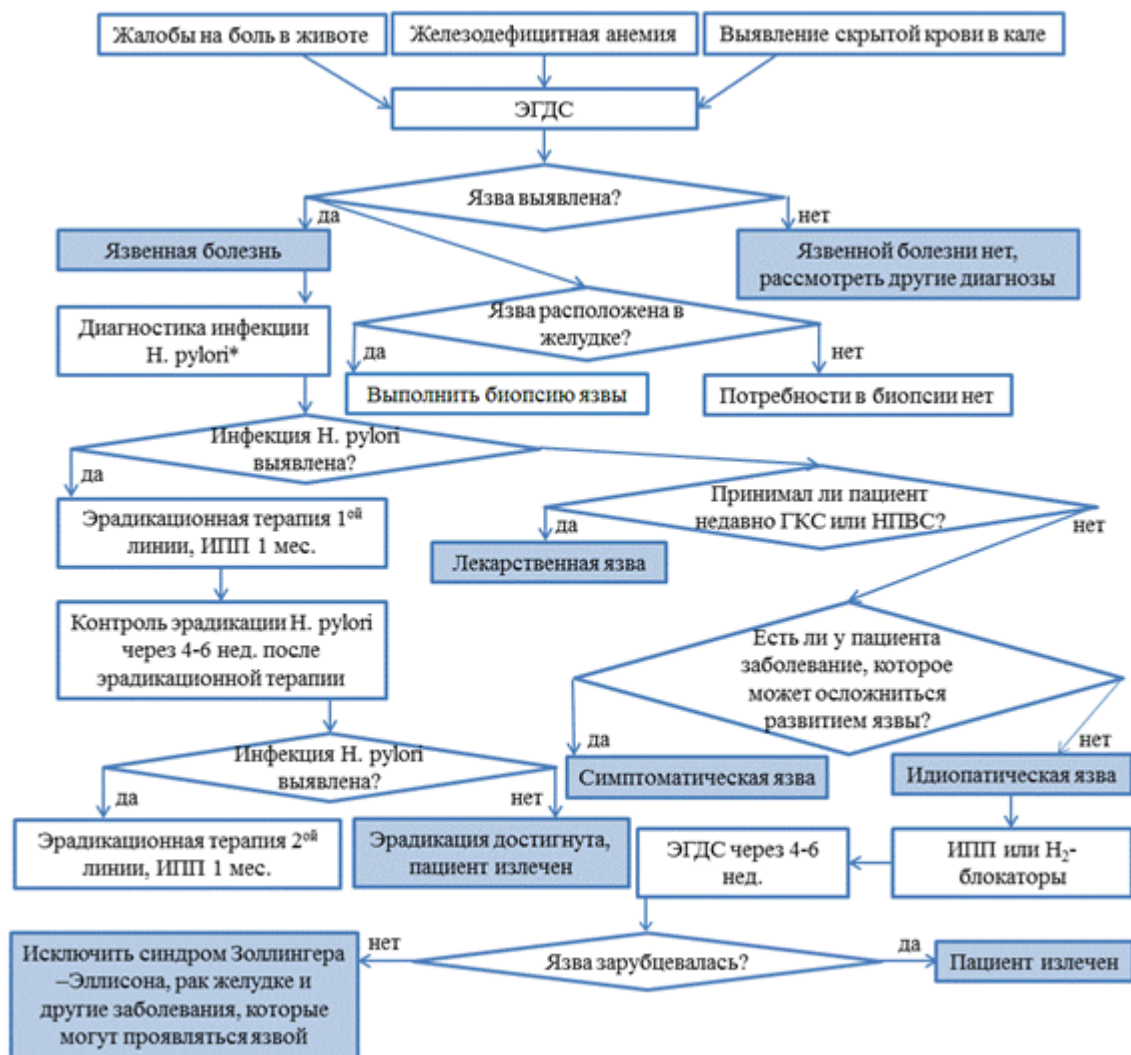 Жалобы на боль в животе
Железодефицитная анемия
Выявление скрытой крови в кале
ЭГДС
Язва выявлена?
да
нет
Язвенная болезнь
Язвенной болезни нет,
рассмотреть другие диагнозы
Диагностика инфекции
H. pylori*
Язва расположена в
желудке?
да
нет
Выполнить биопсию язвы
Потребности в биопсии нет
Инфекция H. pylori
выявлена?
да
Принимал ли пациент
недавно ГКС или НПВС?
да
нет
Эрадикационная терапия 1ой
линии, ИПП 1 мес.
Лекарственная язва
Контроль эрадикации H. pylori
через 4-6 нед. после
эрадикационной терапии
Есть ли у пациента
заболевание, которое
может осложниться
развитием язвы?
да
нет
Инфекция H. pylori
выявлена?
да
нет
Симптоматическая язва
Идиопатическая язва
Эрадикационная терапия 2ой
линии, ИПП 1 мес.
Эрадикация достигнута,
пациент излечен
ЭГДС через 4-6
нед.
ИПП или H₂-
блокаторы
Язва зарубцевалась?
нет
да
Исключить синдром Золлингера
–Эллисона, рак желудке и
другие заболевания, которые
могут проявляться язвой
Пациент излечен